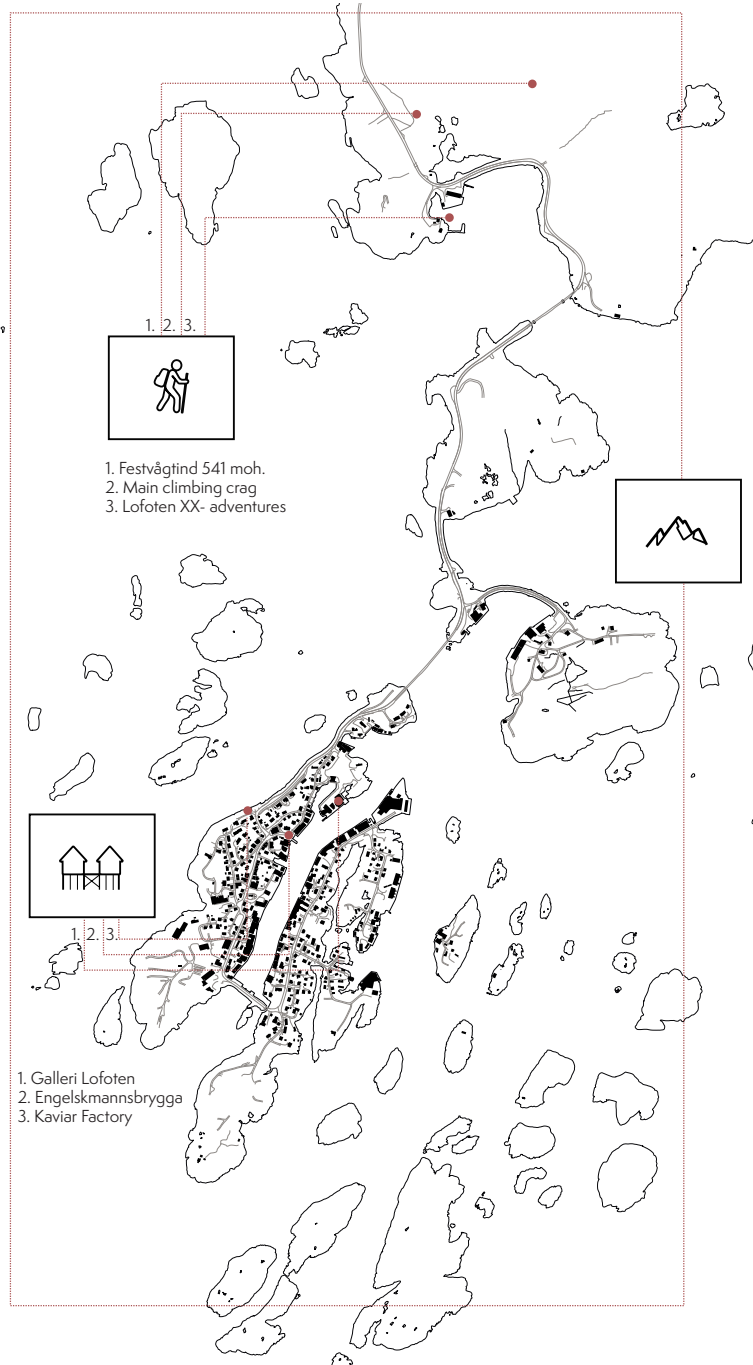 1. 2. 3.
1. Festvågtind 541 moh.
2. Main climbing crag
3. Lofoten XX- adventures
1. 2. 3.
1. Galleri Lofoten
2. Engelskmannsbrygga
3. Kaviar Factory